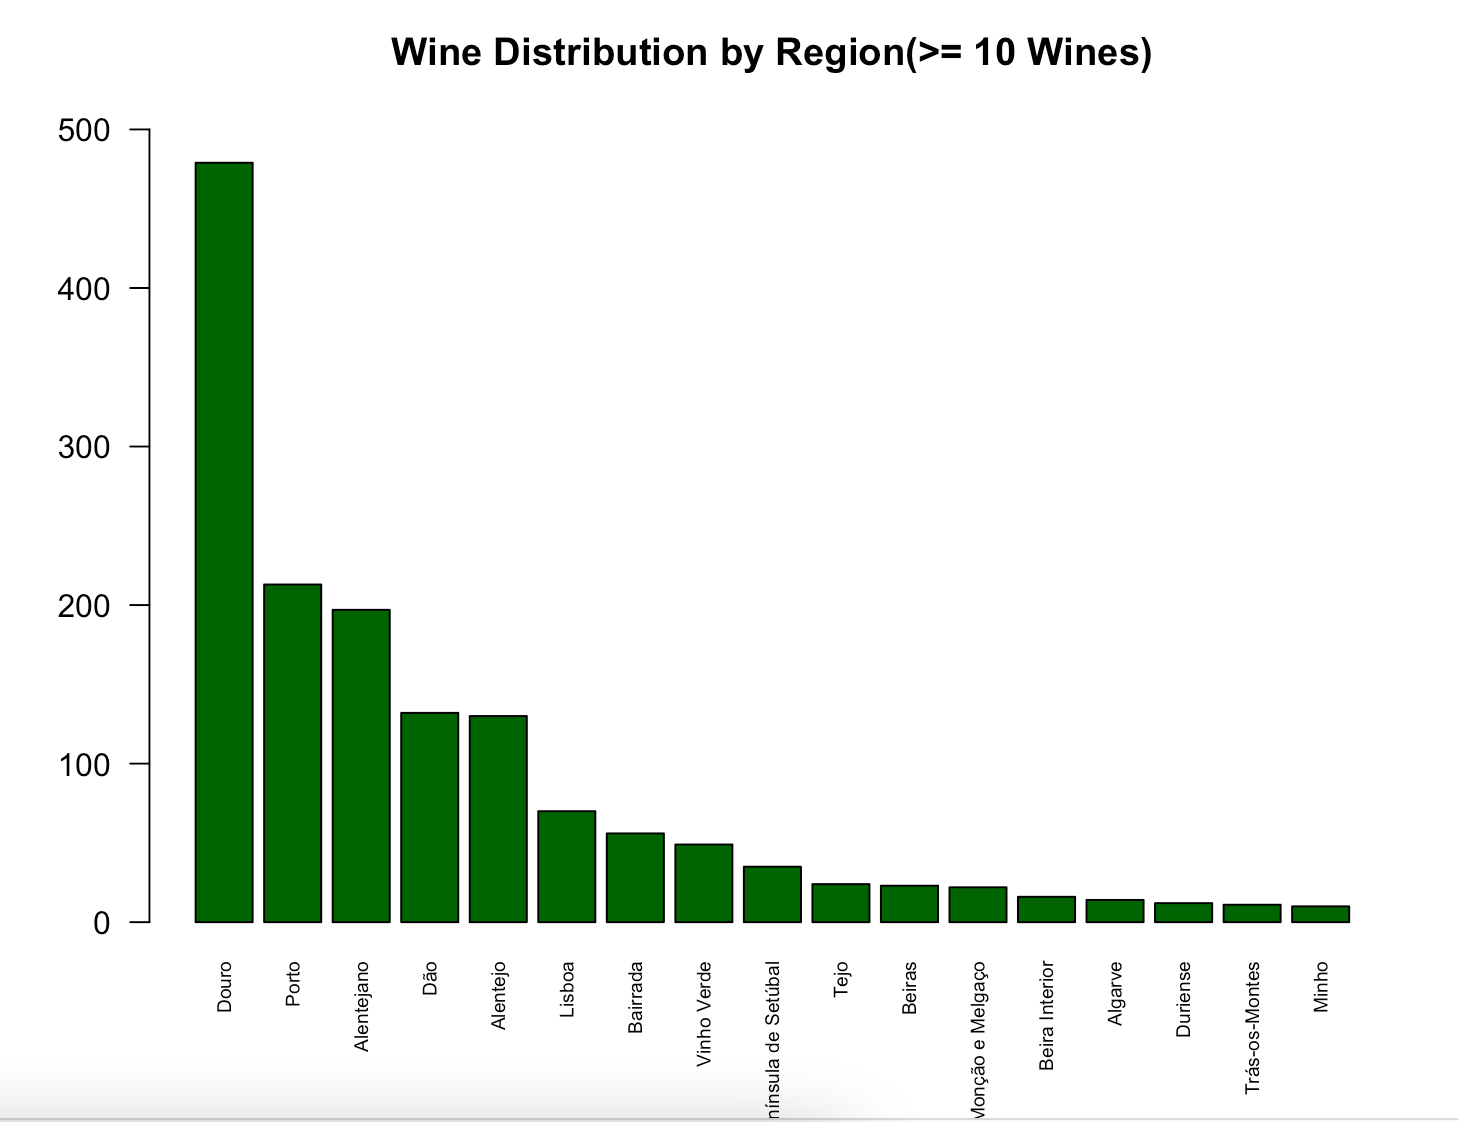 Wine Distribution by Region(>= 10 Wines)
500
400
300
200
100
0
Douro
Porto
Alentejano
Dão
Alentejo
Lisboa
Bairrada
Vinho Verde
nínsula de Setúbal
Tejo
Beiras
Monção e Melgaço
Beira Interior
Algarve
Duriense
Trás-os-Montes
Minho